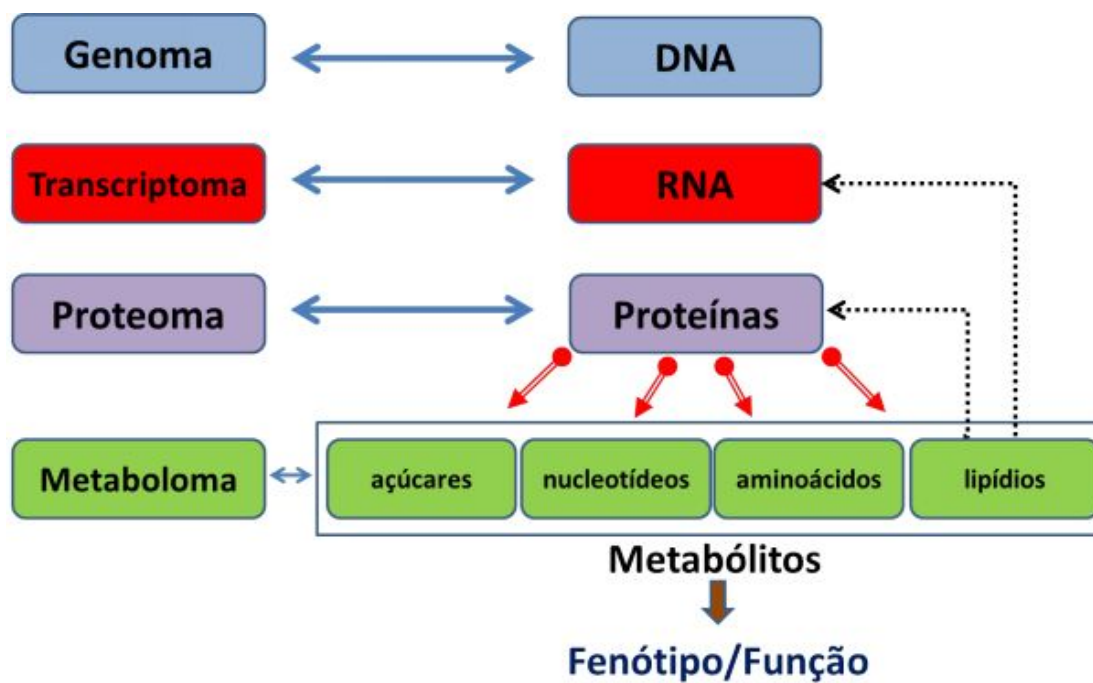 Genoma
DNA
Transcriptoma
RNA
Proteoma
Proteínas
Metaboloma
açúcares
nucleotídeos
aminoácidos
lipídios
Metabólitos
Fenótipo/Função